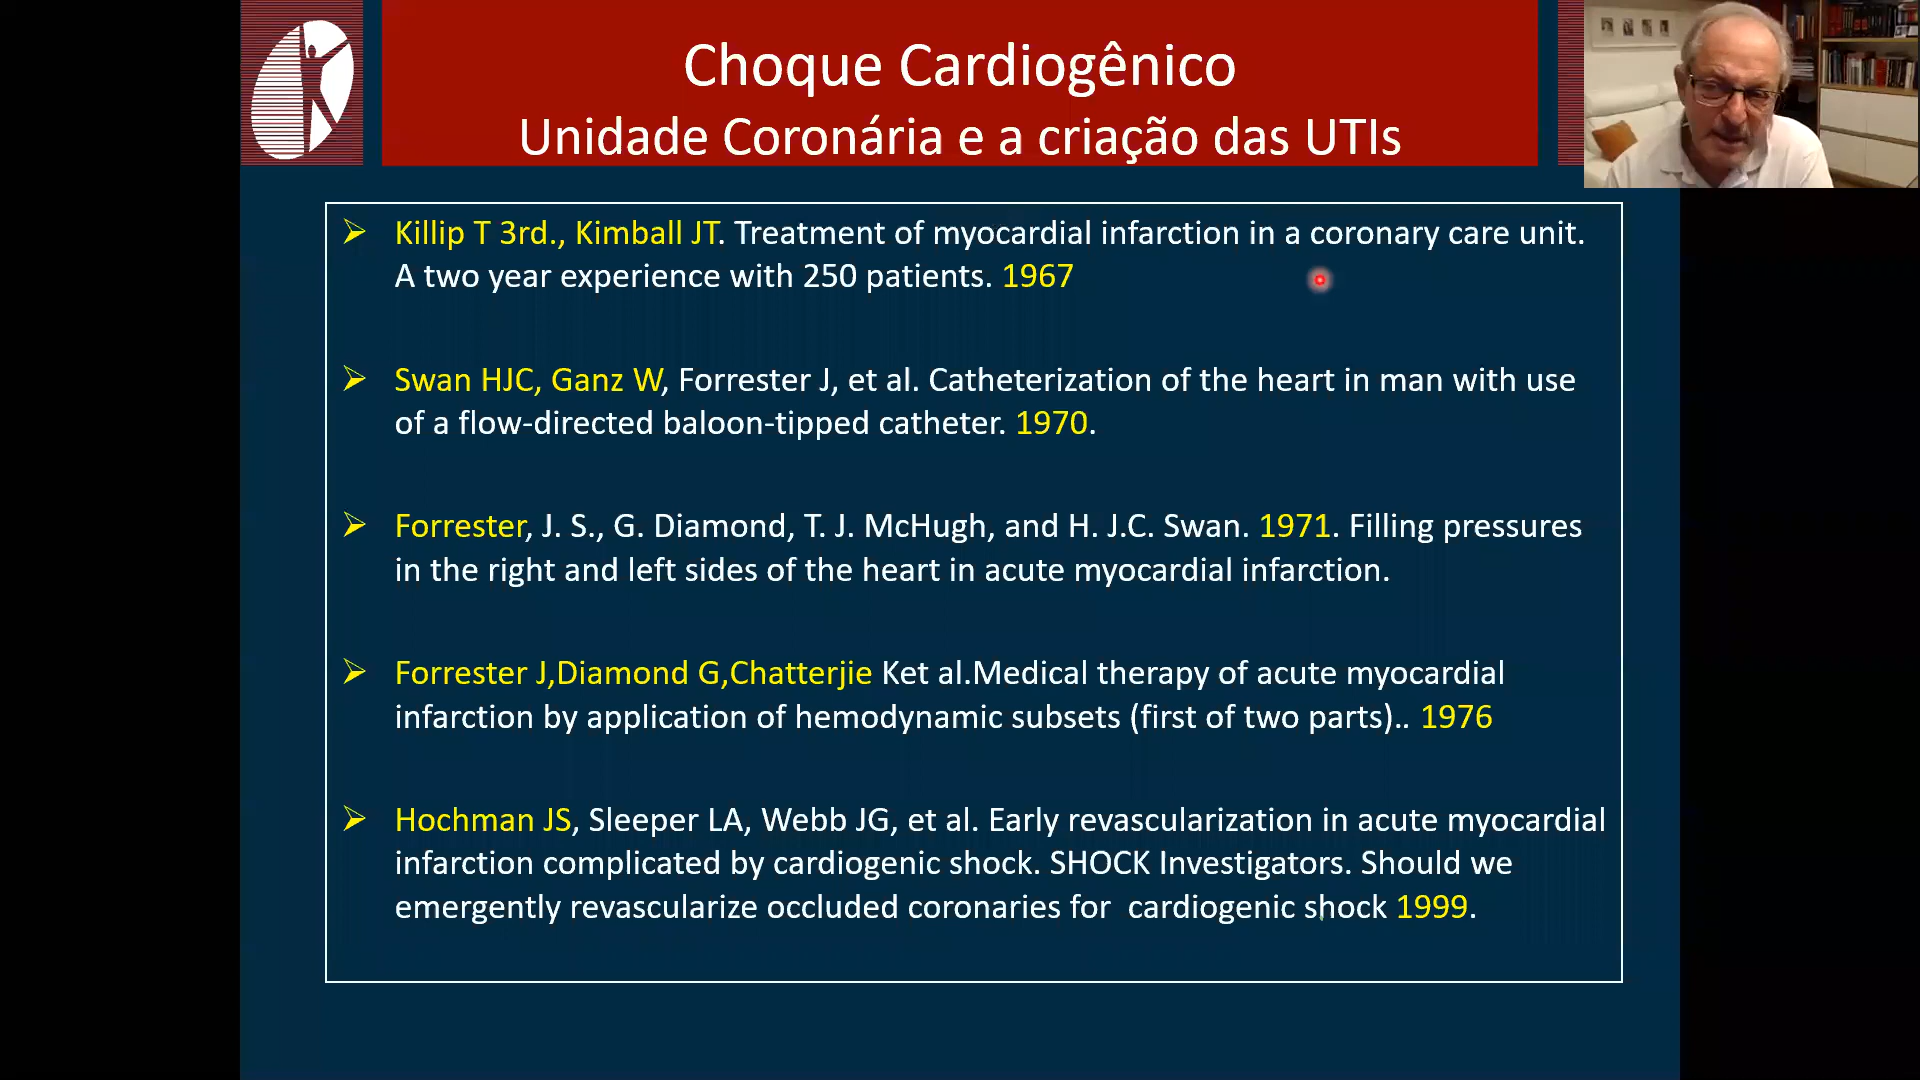 Choque Cardiogênico
Unidade Coronária e a criação das UTIs
Killip T 3rd., Kimball JT. Treatment of myocardial infarction in a coronary care unit.
A two year experience with 250 patients. 1967
Swan HJC, Ganz W, Forrester J, et al. Catheterization of the heart in man with use
of a flow-directed baloon-tipped catheter. 1970.
Forrester, J. S., G. Diamond, T. J. McHugh, and H. J.C. Swan. 1971. Filling pressures
in the right and left sides of the heart in acute myocardial infarction.
Forrester J,Diamond G,Chatterjie Ket al.Medical therapy of acute myocardial
infarction by application of hemodynamic subsets (first of two parts).. 1976
Hochman JS, Sleeper LA, Webb JG, et al. Early revascularization in acute myocardial
infarction complicated by cardiogenic shock. SHOCK Investigators. Should we
emergently revascularize occluded coronaries for  cardiogenic shock 1999.